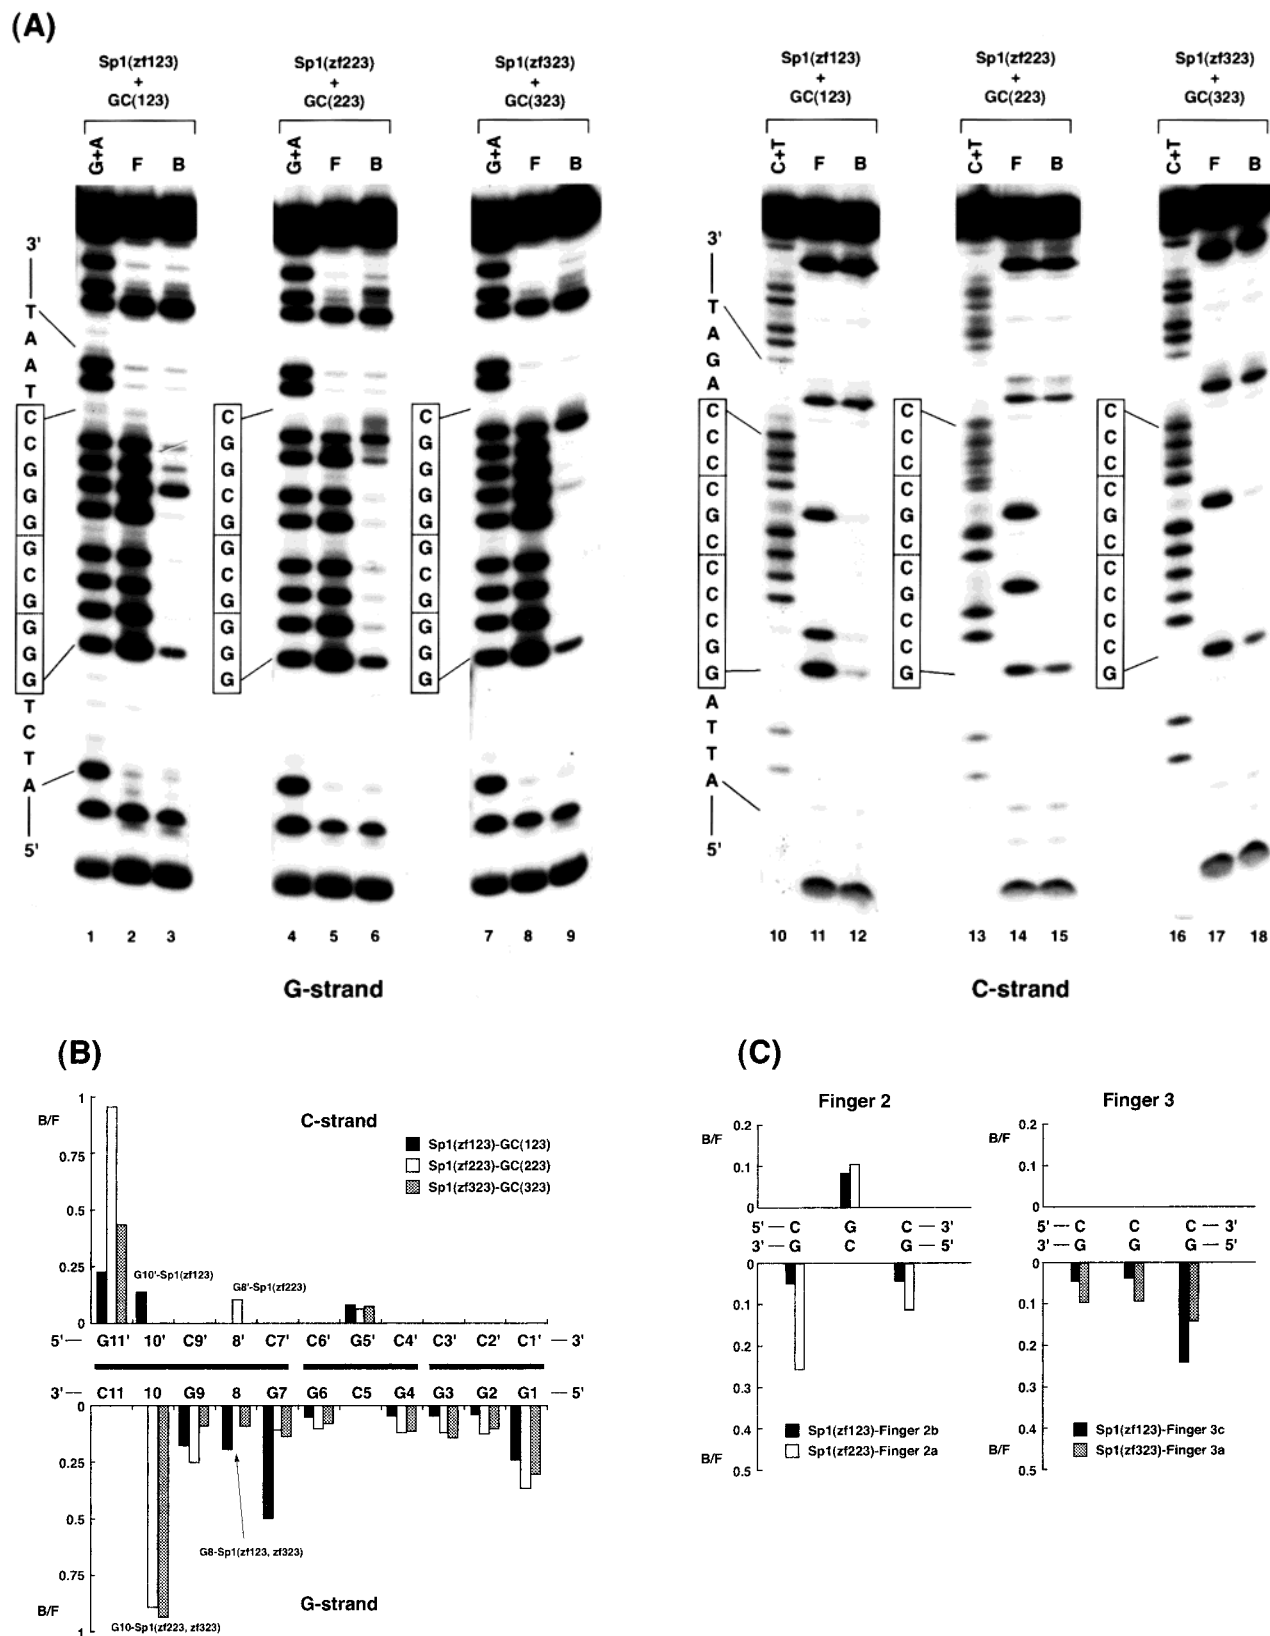 (A)
Sp1(zf123) + GC(123)
Sp1(zf223) + GC(223)
Sp1(zf323) + GC(323)
Sp1(zf123) + GC(123)
Sp1(zf223) + GC(223)
Sp1(zf323) + GC(323)
G+A F B
G+A F B
G+A F B
C+T F B
C+T F B
C+T F B
3'
T
A
A
T
C
C
G
G
G
G
C
G
G
G
G
T
C
T
A
5'
C
G
G
C
G
G
C
G
G
G
G
C
G
G
G
G
G
C
G
G
G
G
3'
T
A
G
A
C
C
C
C
G
C
C
C
C
G
G
A
T
T
A
5'
C
C
C
C
G
C
C
G
C
C
G
C
C
C
C
G
C
C
C
C
C
G
1 2 3 4 5 6 7 8 9
10 11 12 13 14 15 16 17 18
G-strand
C-strand
(B)
B/F
C-strand
1
0.75
0.5
0.25
0
Sp1(zf123)-GC(123)
Sp1(zf223)-GC(223)
Sp1(zf323)-GC(323)
G10'-Sp1(zf123)
G8'-Sp1(zf223)
5'— G11' 10' C9' 8' C7' C6' G5' C4' C3' C2' C1' — 3'
3'— C11 10 G9 8 G7 G6 C5 G4 G3 G2 G1 — 5'
0
0.25
0.5
0.75
1
G8-Sp1(zf123, zf323)
B/F
G-strand
G10-Sp1(zf223, zf323)
(C)
Finger 2
B/F
0.2
0.1
0
5'— C G C — 3'
3'— G C G — 5'
0
0.1
0.2
0.3
0.4
0.5
B/F
Sp1(zf123)-Finger 2b
Sp1(zf223)-Finger 2a
Finger 3
B/F
0.2
0.1
0
5'— C C C — 3'
3'— G G G — 5'
0
0.1
0.2
0.3
0.4
0.5
B/F
Sp1(zf123)-Finger 3c
Sp1(zf323)-Finger 3a